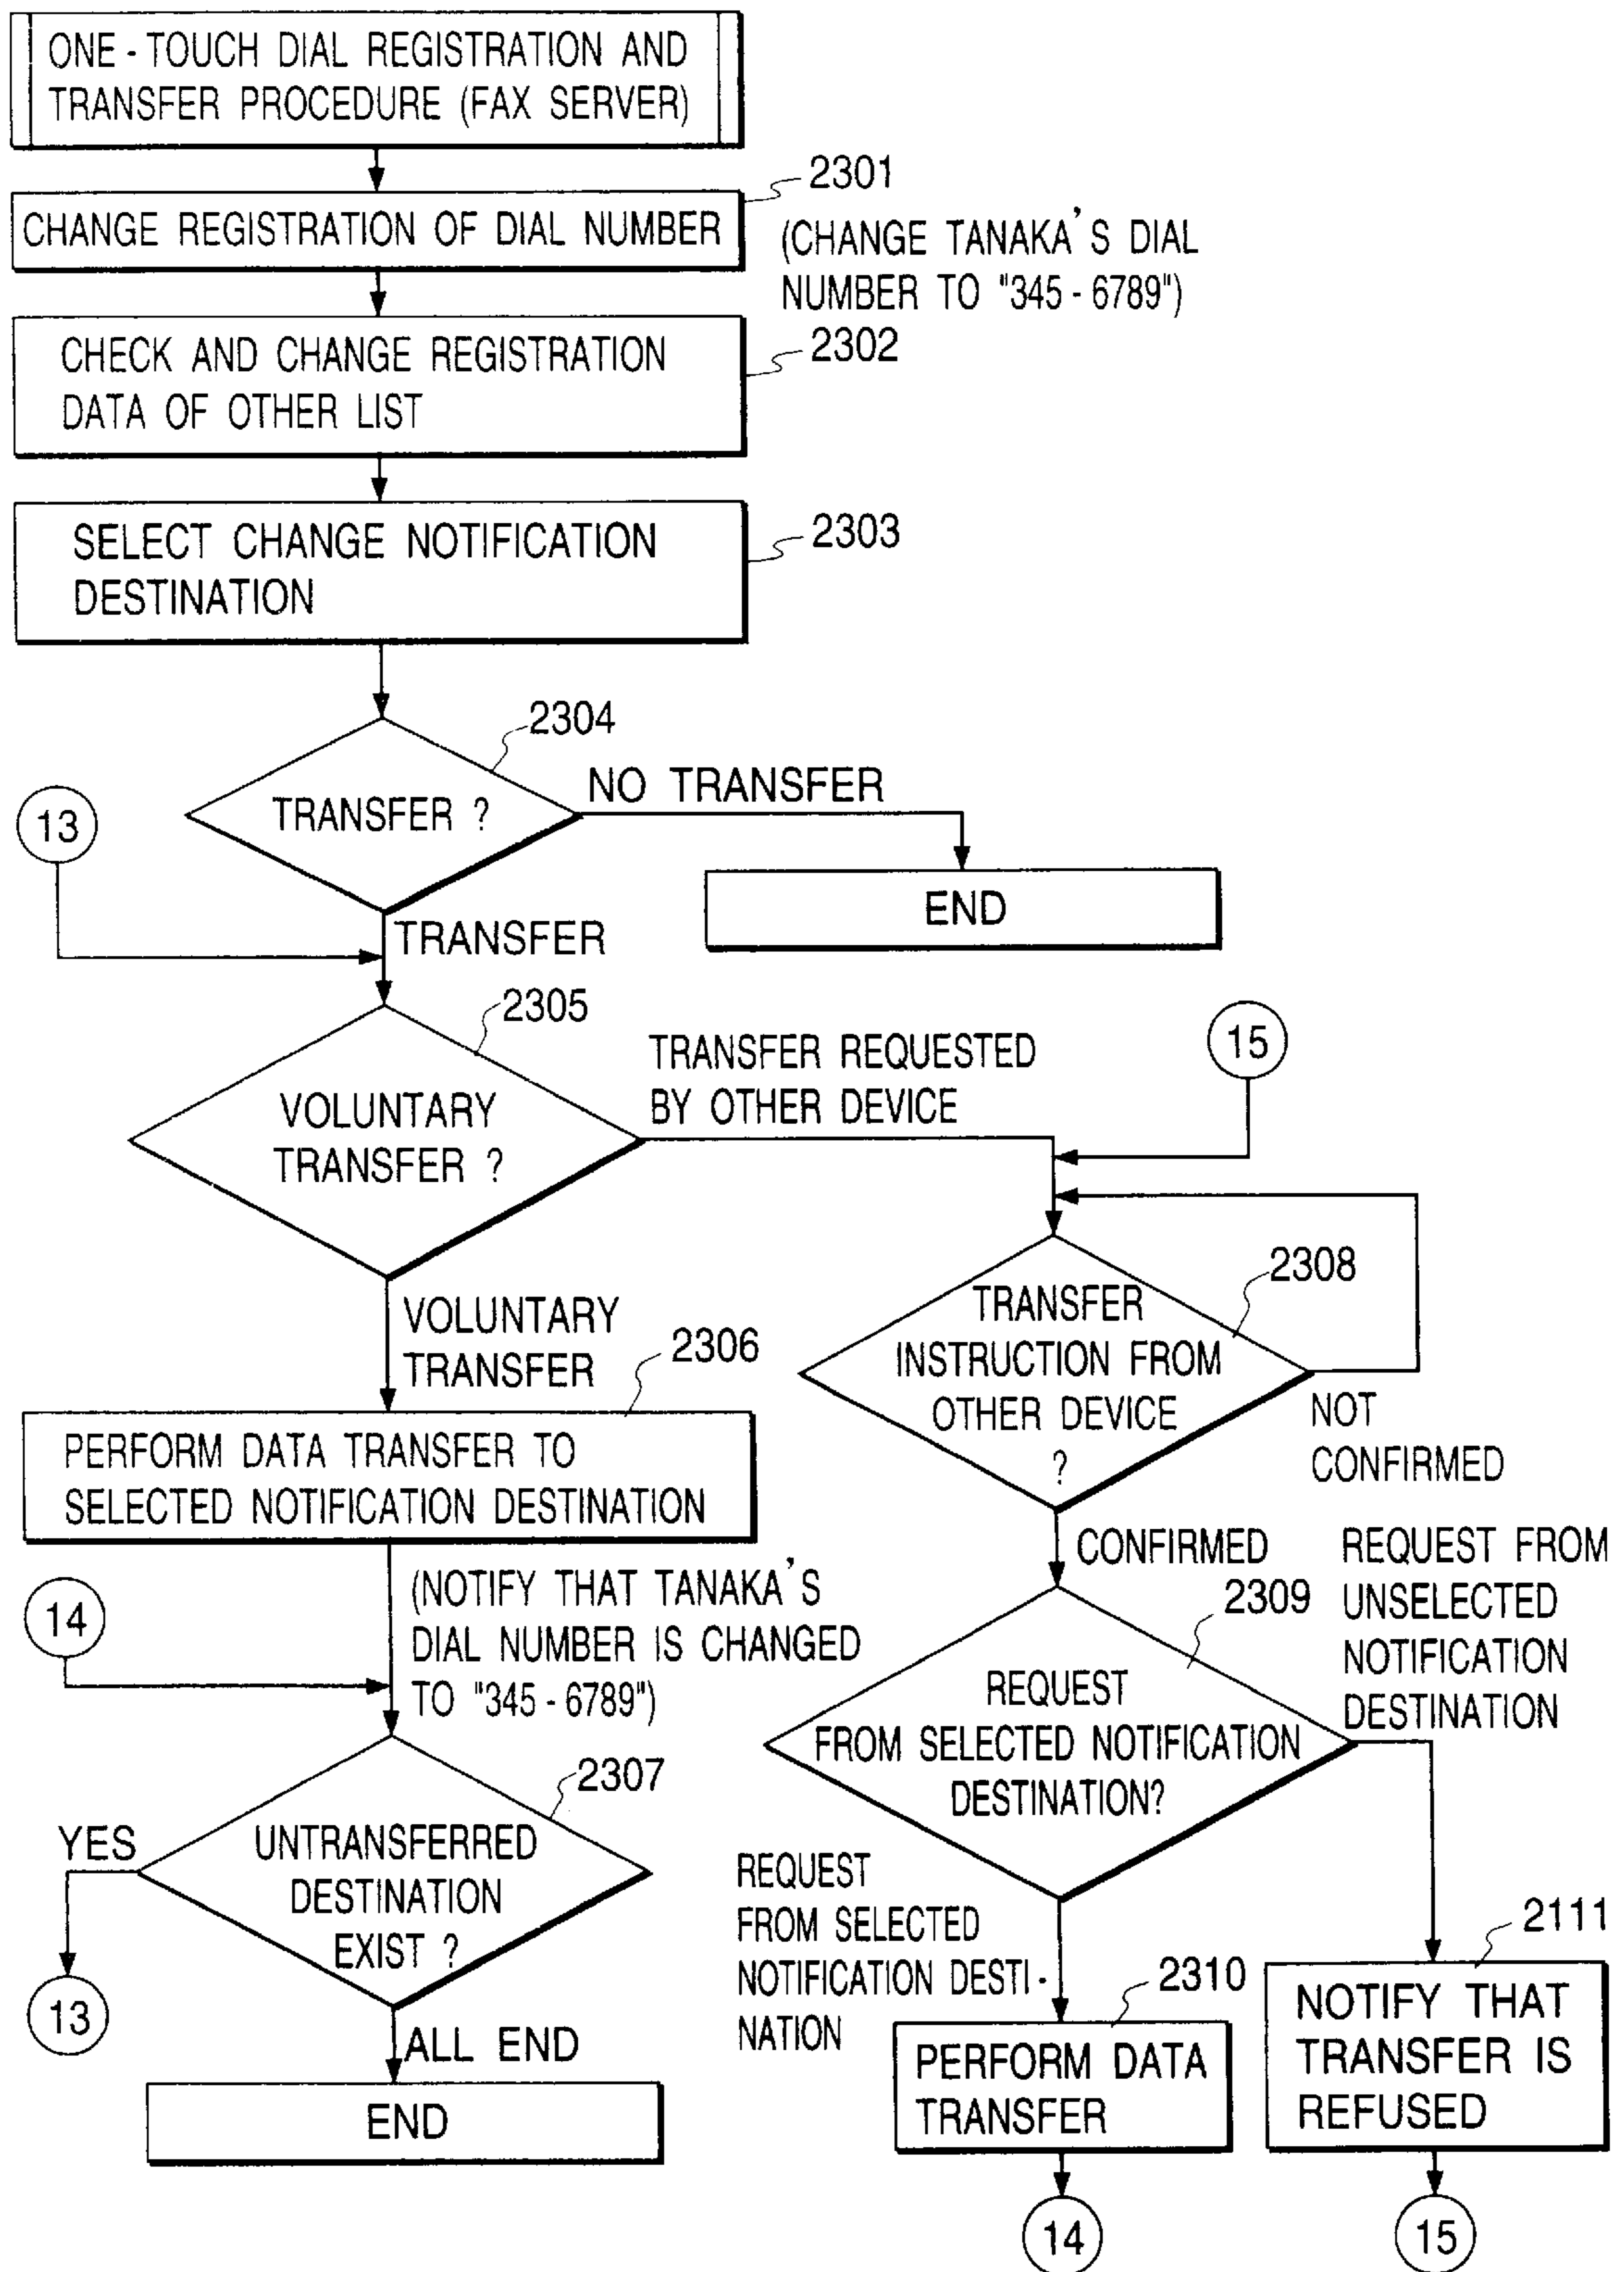 ONE - TOUCH DIAL REGISTRATION AND
TRANSFER PROCEDURE (FAX SERVER)
2301
CHANGE REGISTRATION OF DIAL NUMBER
(CHANGE TANAKA'S DIAL
NUMBER TO "345 - 6789")
2302
CHECK AND CHANGE REGISTRATION
DATA OF OTHER LIST
2303
SELECT CHANGE NOTIFICATION
DESTINATION
2304
TRANSFER ?
NO TRANSFER
END
13
TRANSFER
2305
VOLUNTARY
TRANSFER ?
TRANSFER REQUESTED
BY OTHER DEVICE
15
VOLUNTARY
TRANSFER
2306
PERFORM DATA TRANSFER TO
SELECTED NOTIFICATION DESTINATION
(NOTIFY THAT TANAKA'S
DIAL NUMBER IS CHANGED
TO "345 - 6789")
14
2307
UNTRANSFERRED
DESTINATION
EXIST ?
YES
13
ALL END
END
2308
TRANSFER
INSTRUCTION FROM
OTHER DEVICE
?
NOT
CONFIRMED
CONFIRMED
2309
REQUEST
FROM SELECTED NOTIFICATION
DESTINATION?
REQUEST FROM
UNSELECTED
NOTIFICATION
DESTINATION
REQUEST
FROM SELECTED
NOTIFICATION DESTI -
NATION
2310
PERFORM DATA
TRANSFER
14
2111
NOTIFY THAT
TRANSFER IS
REFUSED
15